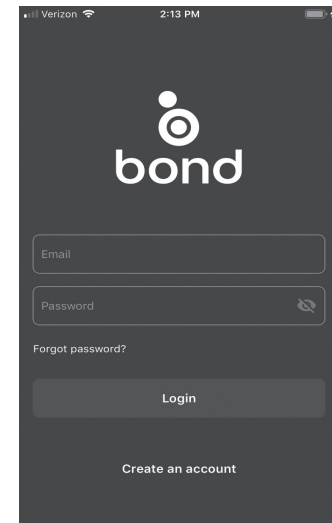 Verizon 2:13 PM
bond
Email
Password
Forgot password?
Login
Create an account